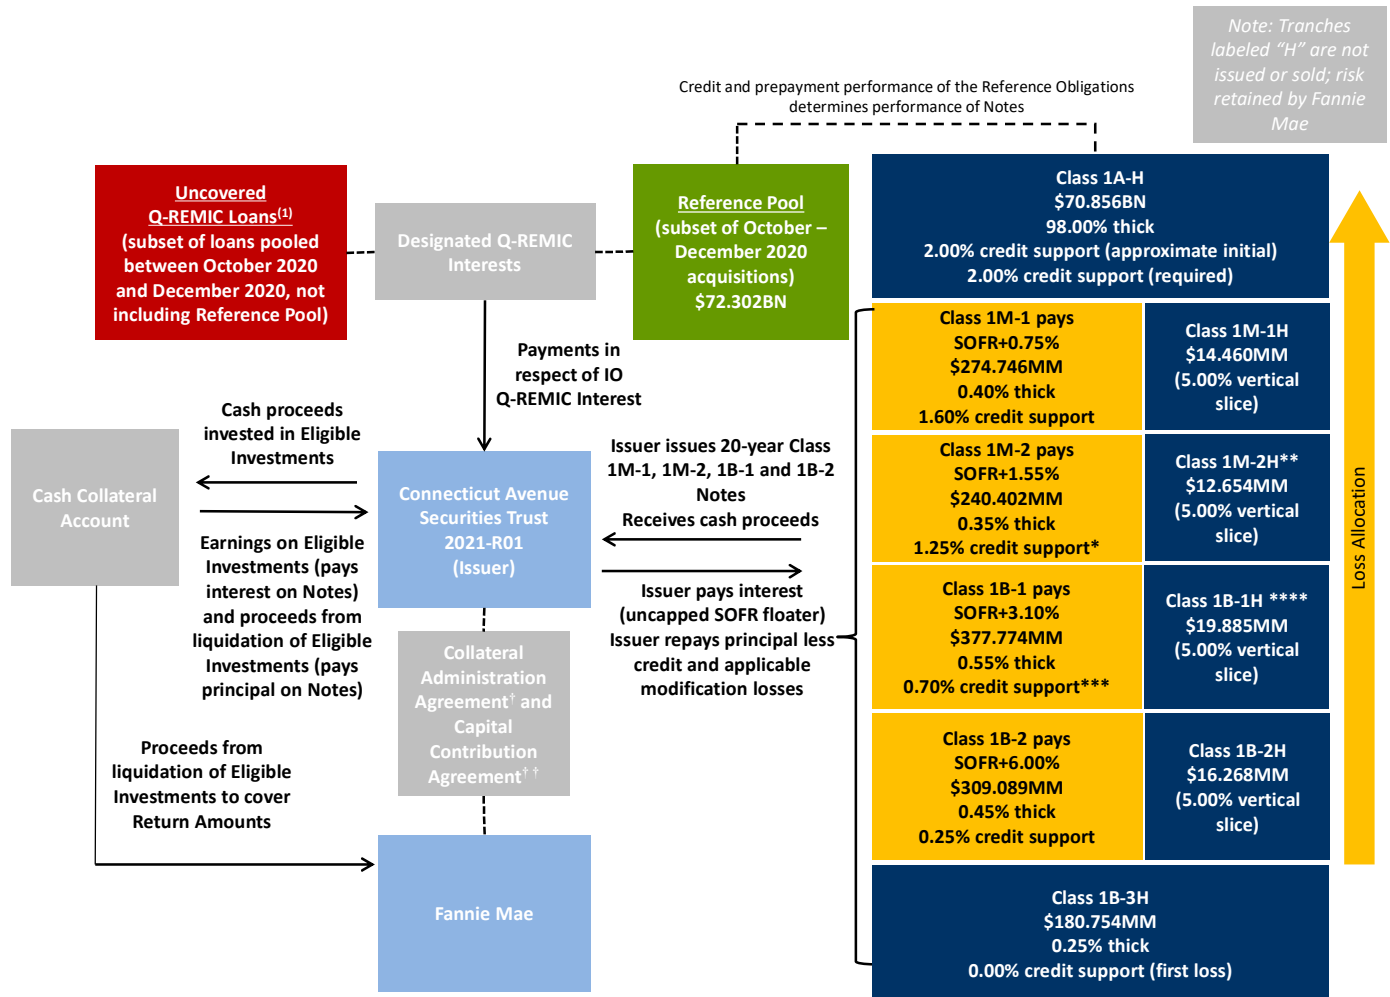 Note: Tranches
labeled “H” are not
issued or sold; risk
retained by Fannie
Mae
Credit and prepayment performance of the Reference Obligations
determines performance of Notes
Uncovered
Q-REMIC Loans(1)
(subset of loans pooled
between October 2020
and December 2020, not
including Reference Pool)
Designated Q-REMIC
Interests
Reference Pool
(subset of October –
December 2020
acquisitions)
$72.302BN
Class 1A-H
$70.856BN
98.00% thick
2.00% credit support (approximate initial)
2.00% credit support (required)
Payments in
respect of IO
Q-REMIC Interest
Class 1M-1 pays
SOFR+0.75%
$274.746MM
0.40% thick
1.60% credit support
Class 1M-1H
$14.460MM
(5.00% vertical
slice)
Cash proceeds
invested in Eligible
Investments
Cash Collateral
Account
Connecticut Avenue
Securities Trust
2021-R01
(Issuer)
Issuer issues 20-year Class
1M-1, 1M-2, 1B-1 and 1B-2
Notes
Receives cash proceeds
Class 1M-2 pays
SOFR+1.55%
$240.402MM
0.35% thick
1.25% credit support*
Class 1M-2H**
$12.654MM
(5.00% vertical
slice)
Loss Allocation
Earnings on Eligible
Investments (pays
interest on Notes)
and proceeds from
liquidation of Eligible
Investments (pays
principal on Notes)
Issuer pays interest
(uncapped SOFR floater)
Issuer repays principal less
credit and applicable
modification losses
Class 1B-1 pays
SOFR+3.10%
$377.774MM
0.55% thick
0.70% credit support***
Class 1B-1H ****
$19.885MM
(5.00% vertical
slice)
Collateral
Administration
Agreement† and
Capital
Contribution
Agreement† †
Proceeds from
liquidation of Eligible
Investments to cover
Return Amounts
Class 1B-2 pays
SOFR+6.00%
$309.089MM
0.45% thick
0.25% credit support
Class 1B-2H
$16.268MM
(5.00% vertical
slice)
Fannie Mae
Class 1B-3H
$180.754MM
0.25% thick
0.00% credit support (first loss)